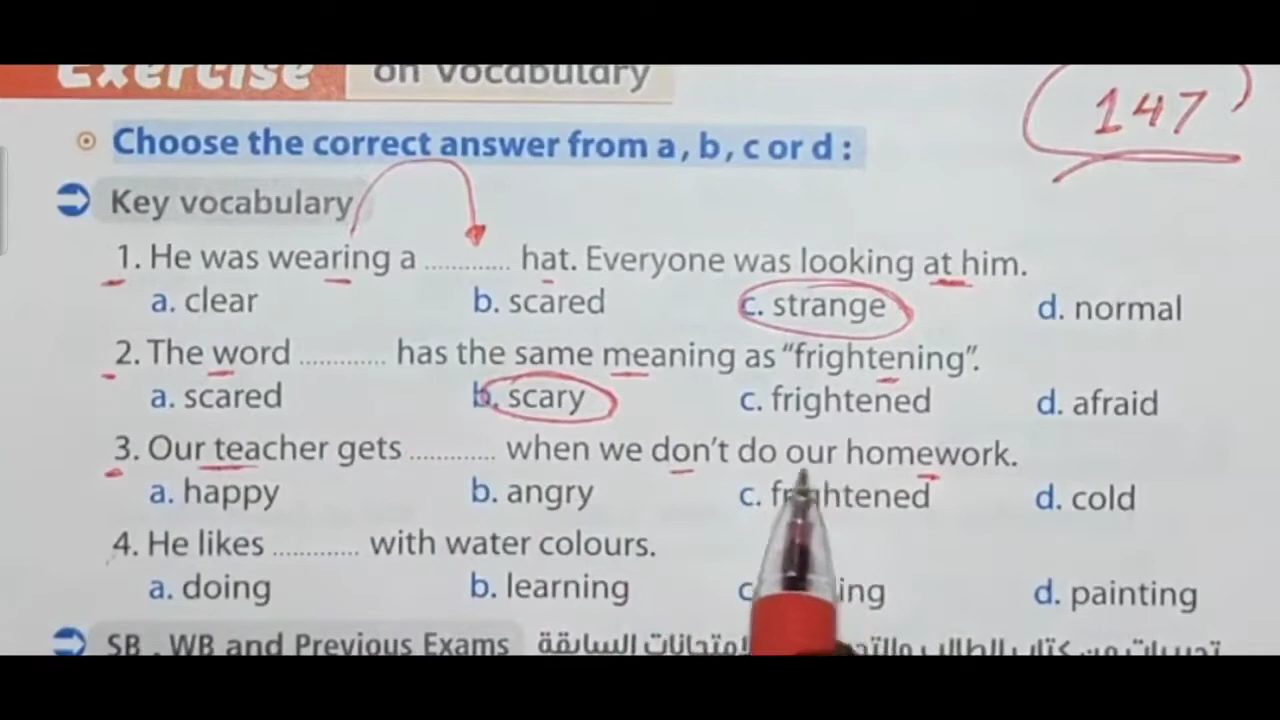 Exercise on Vocabulary
147
Choose the correct answer from a, b, c or d :
Key vocabulary
1. He was wearing a ............ hat. Everyone was looking at him.
a. clear b. scared c. strange d. normal
2. The word ............ has the same meaning as “frightening”.
a. scared b. scary c. frightened d. afraid
3. Our teacher gets ............ when we don’t do our homework.
a. happy b. angry c. frightened d. cold
4. He likes ............ with water colours.
a. doing b. learning d. painting
SB , WB and Previous Exams السابقة